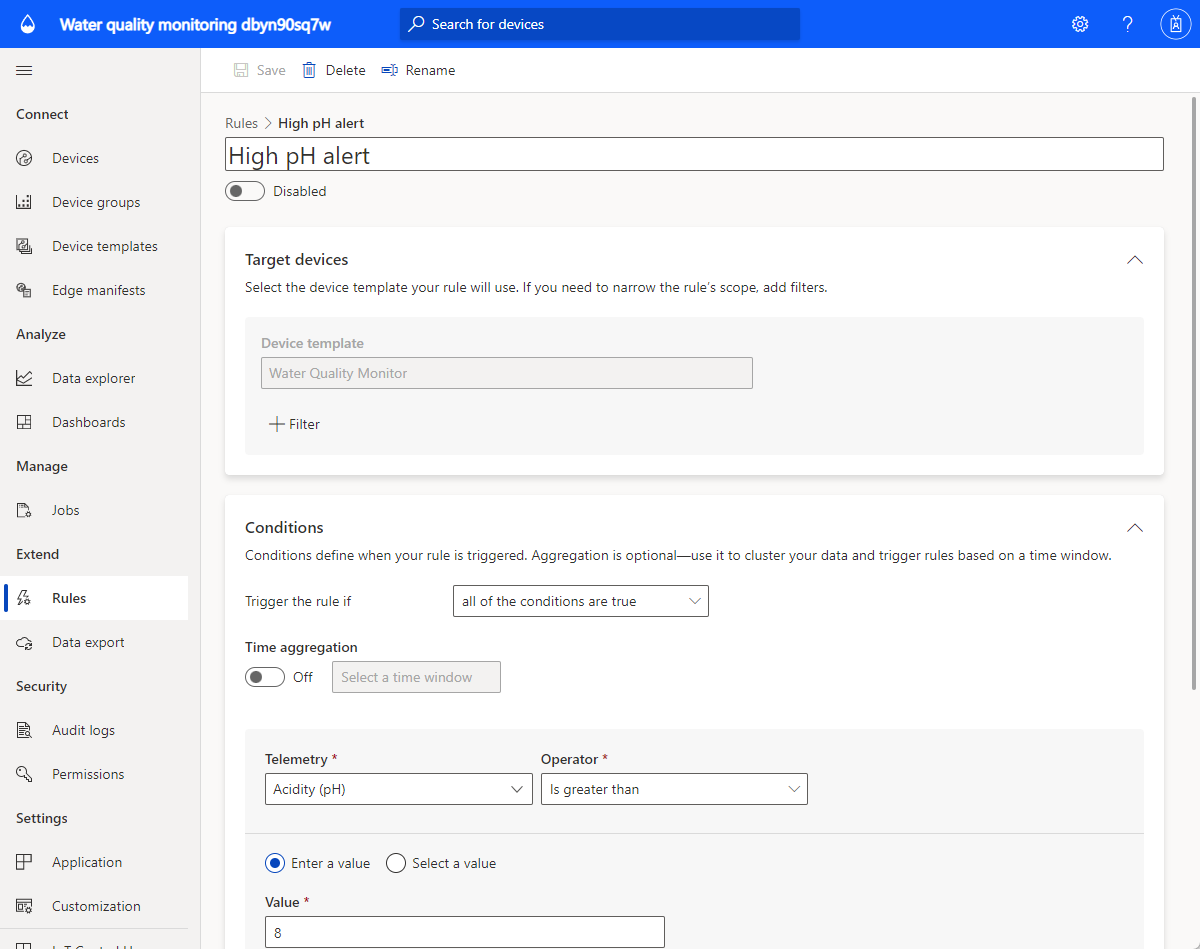 Water quality monitoring dbyn90sq7w
Search for devices
Save
Delete
Rename
Connect
Devices
Device groups
Device templates
Edge manifests
Analyze
Data explorer
Dashboards
Manage
Jobs
Extend
Rules
Data export
Security
Audit logs
Permissions
Settings
Application
Customization
Rules > High pH alert
High pH alert
Disabled
Target devices
Select the device template your rule will use. If you need to narrow the rule's scope, add filters.
Device template
Water Quality Monitor
Filter
Conditions
Conditions define when your rule is triggered. Aggregation is optional—use it to cluster your data and trigger rules based on a time window.
Trigger the rule if
all of the conditions are true
Time aggregation
Off
Select a time window
Telemetry *
Operator *
Acidity (pH)
Is greater than
Enter a value
Select a value
Value *
8